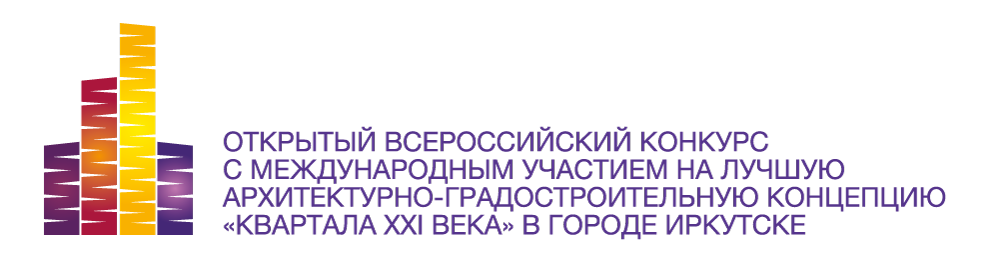 ОТКРЫТЫЙ ВСЕРОССИЙСКИЙ КОНКУРС
С МЕЖДУНАРОДНЫМ УЧАСТИЕМ НА ЛУЧШУЮ
АРХИТЕКТУРНО-ГРАДОСТРОИТЕЛЬНУЮ КОНЦЕПЦИЮ
«КВАРТАЛА XXI ВЕКА» В ГОРОДЕ ИРКУТСКЕ